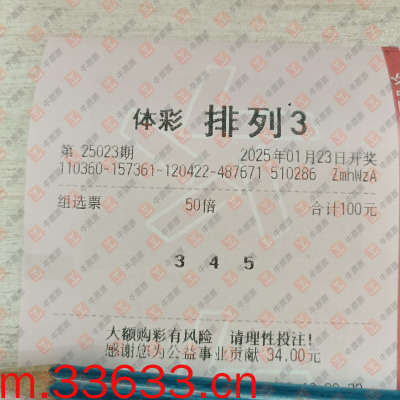 体彩 排列3
第 25023期 2025年01月23日开奖
110360-157361-120422-487671 510286 ZmhWzA
组选票 50倍 合计100元
3 4 5
大额购彩有风险 请理性投注!
感谢您为公益事业贡献 34.00元
m.33633.cn